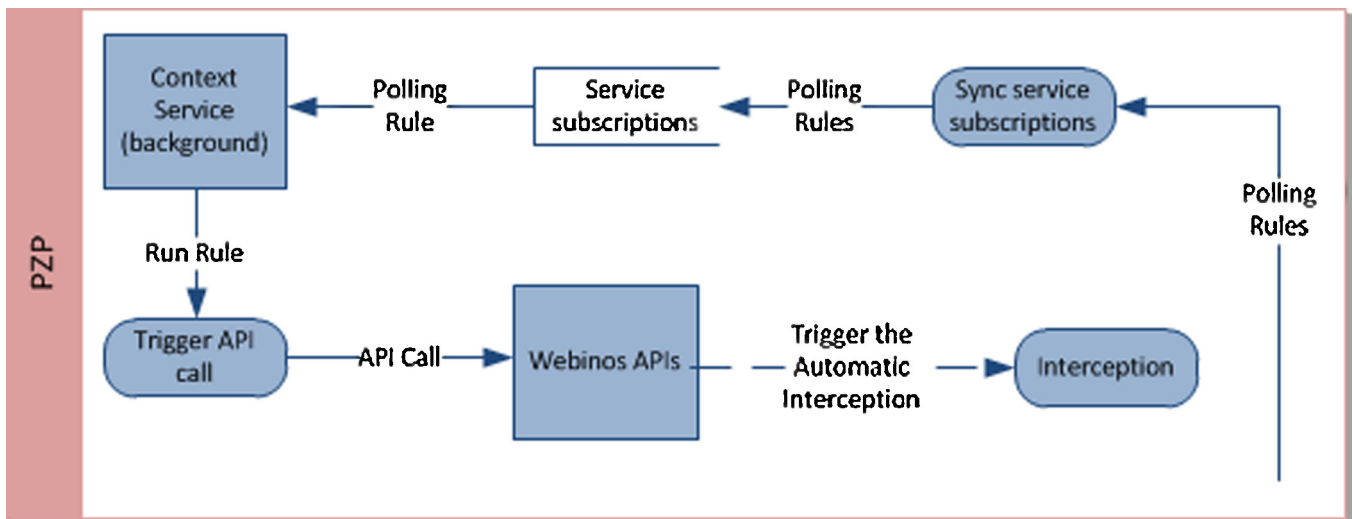 PZP
Context
Service
(background)
Polling
Rule
Service
subscriptions
Polling
Rules
Sync service
subscriptions
Polling
Rules
Run Rule
Trigger API
call
API Call
Webinos APIs
Trigger the
Automatic
Interception
Interception